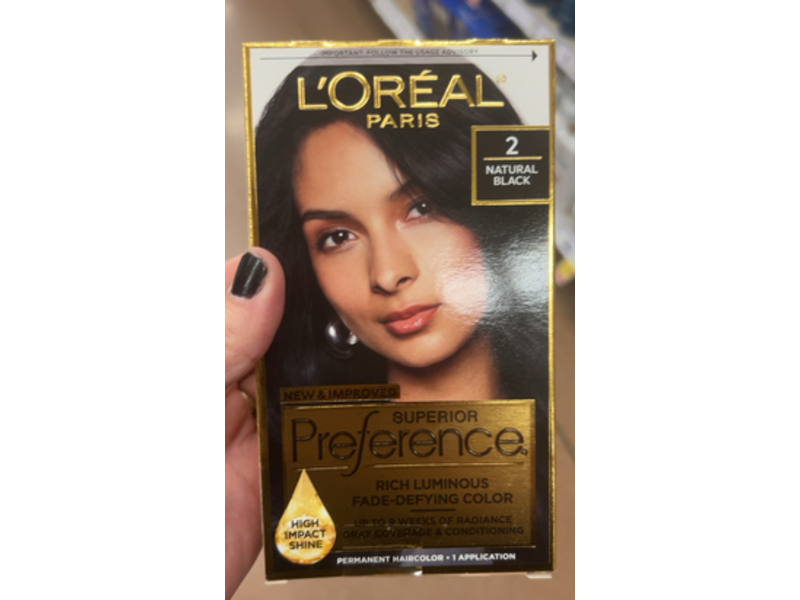 IMPORTANT: FOLLOW THE USAGE ADVISORY
L'ORÉAL
PARIS
2
NATURAL
BLACK
NEW & IMPROVED
SUPERIOR
Preference
RICH LUMINOUS
FADE-DEFYING COLOR
UP TO 9 WEEKS OF RADIANCE
GRAY COVERAGE & CONDITIONING
HIGH
IMPACT
SHINE
PERMANENT HAIRCOLOR • 1 APPLICATION